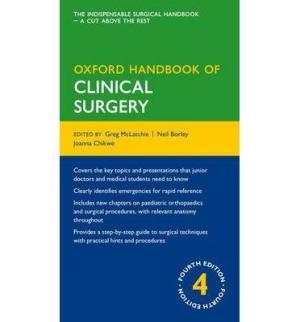 THE INDISPENSABLE SURGICAL HANDBOOK
– A CUT ABOVE THE REST
OXFORD HANDBOOK OF
CLINICAL
SURGERY
EDITED BY Greg McLatchie | Neil Borley
Joanna Chikwe
Covers the key topics and presentations that junior
doctors and medical students need to know
Clearly identifies emergencies for rapid reference
Includes new chapters on paediatric orthopaedics
and surgical procedures, with relevant anatomy
throughout
Provides a step-by-step guide to surgical techniques
with practical hints and procedures
FOURTH EDITION • FOURTH EDITION •
4